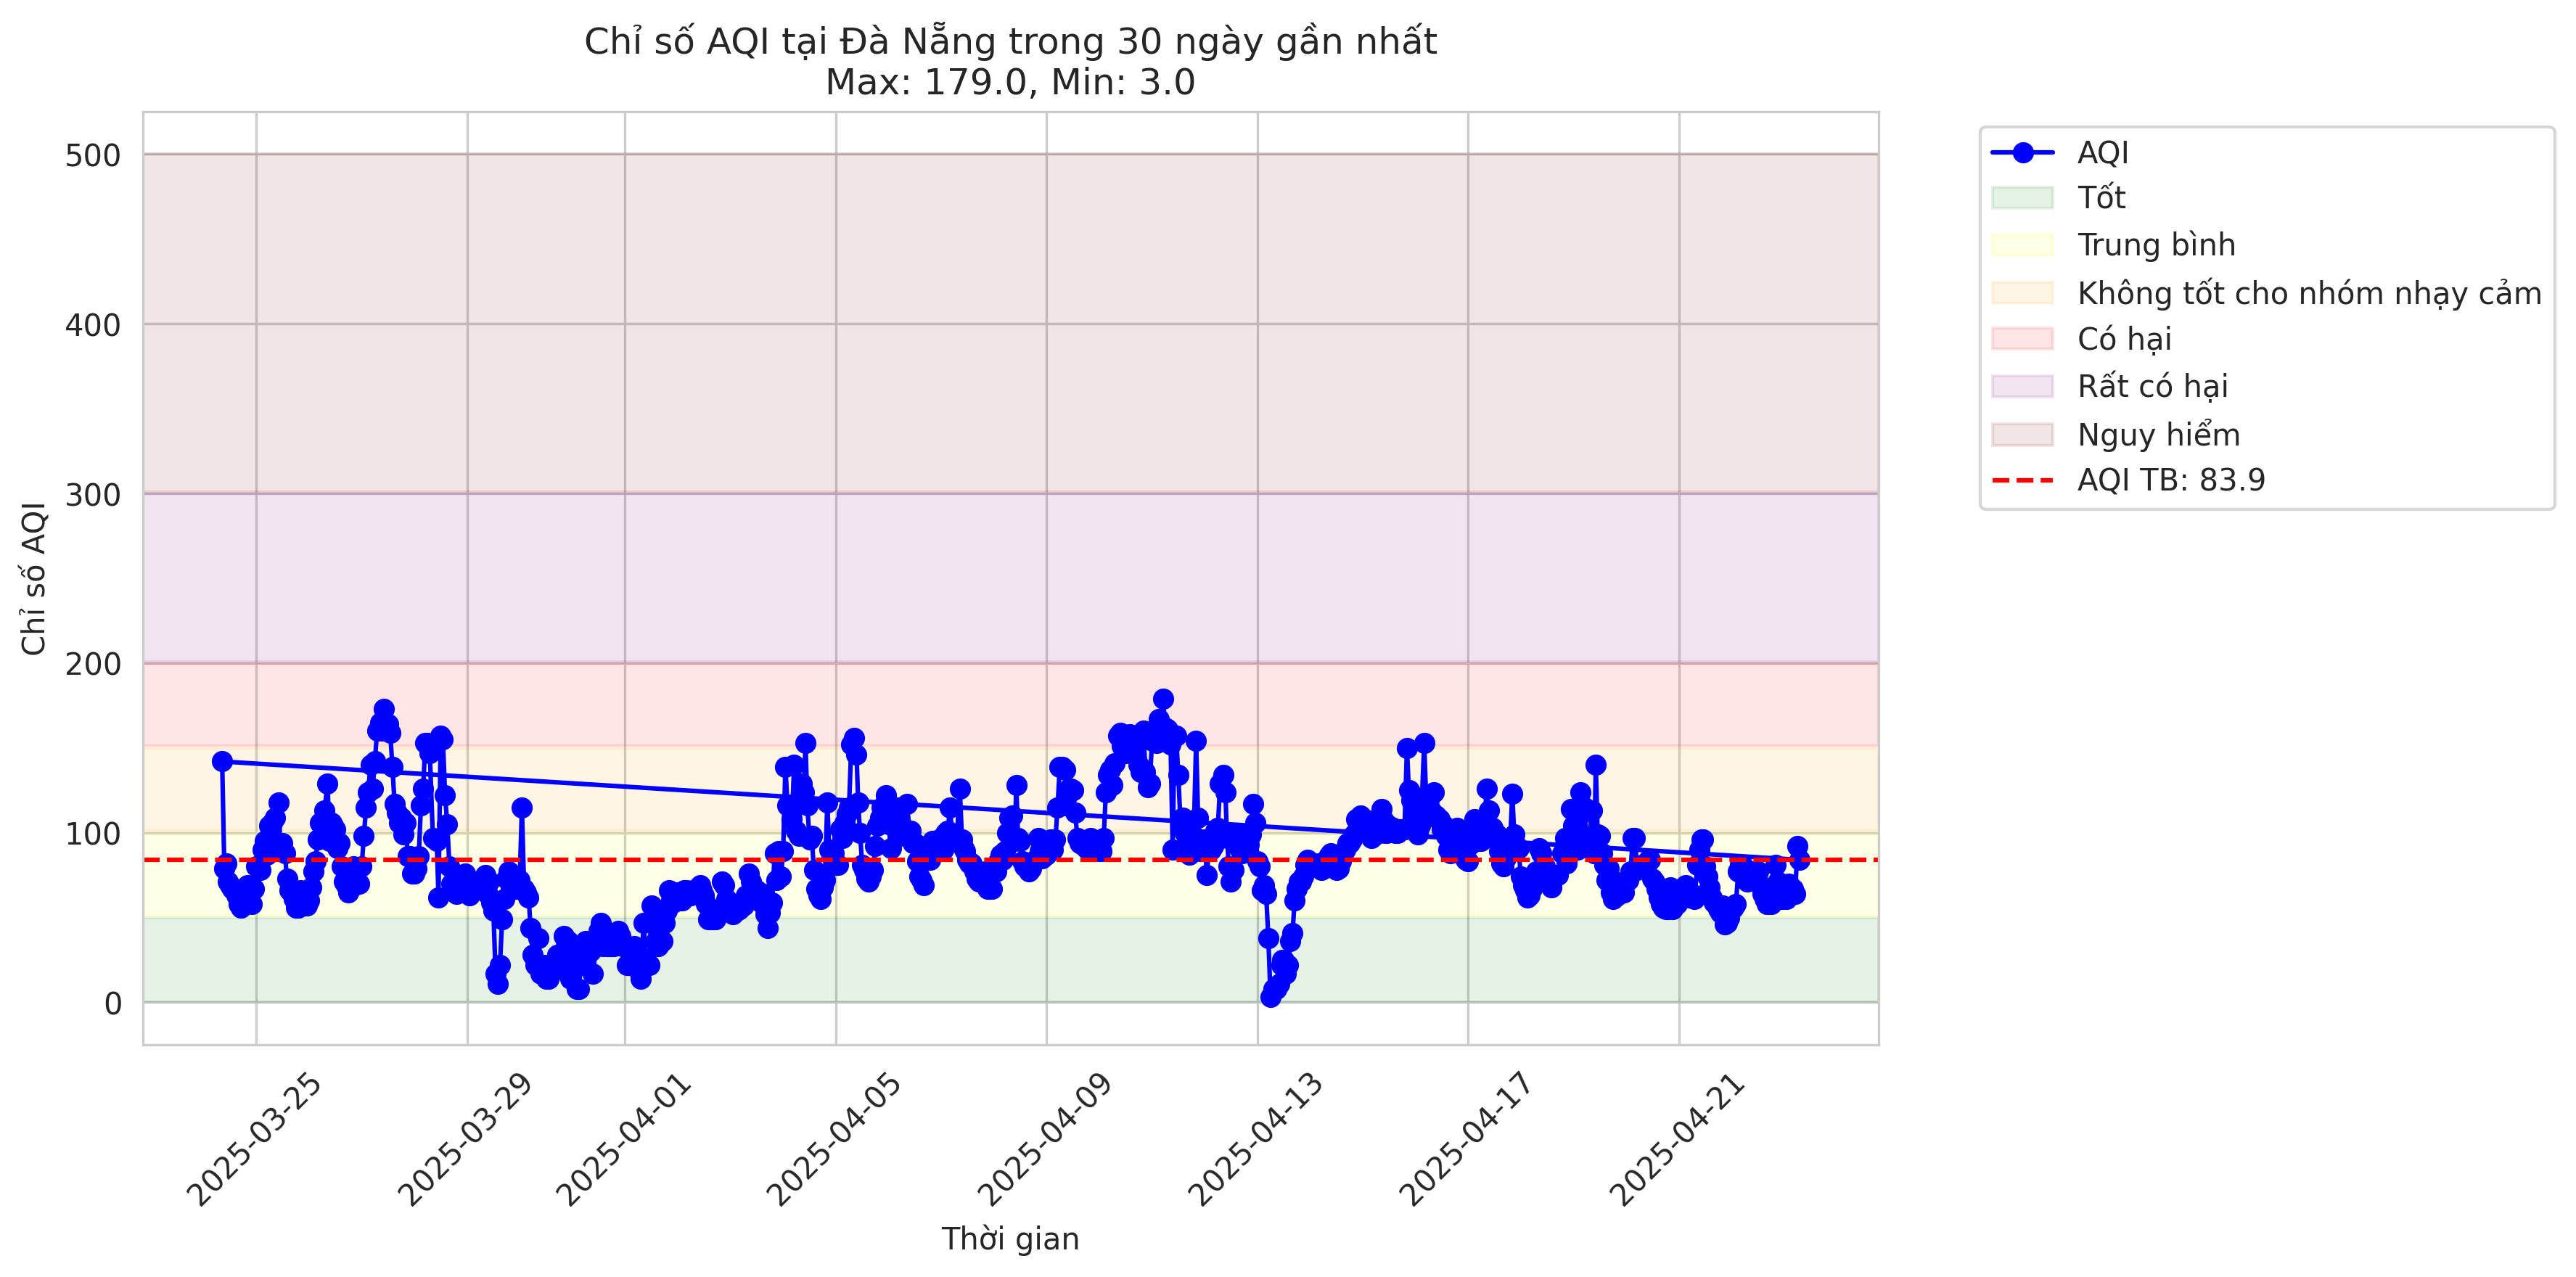 Chỉ số AQI tại Đà Nẵng trong 30 ngày gần nhất
Max: 179.0, Min: 3.0
Chỉ số AQI
500
400
300
200
100
0
2025-03-25
2025-03-29
2025-04-01
2025-04-05
2025-04-09
2025-04-13
2025-04-17
2025-04-21
Thời gian
AQI
Tốt
Trung bình
Không tốt cho nhóm nhạy cảm
Có hại
Rất có hại
Nguy hiểm
AQI TB: 83.9